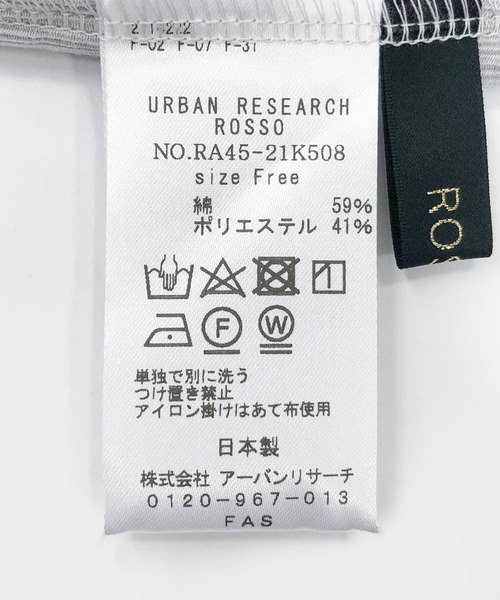 F-02 F-07 F-31
URBAN RESEARCH
ROSSO
NO.RA45-21K508
size Free
綿 59%
ポリエステル 41%
F
W
単独で別に洗う
つけ置き禁止
アイロン掛けはあて布使用
日本製
株式会社 アーバンリサーチ
0120-967-013
FAS
ROS